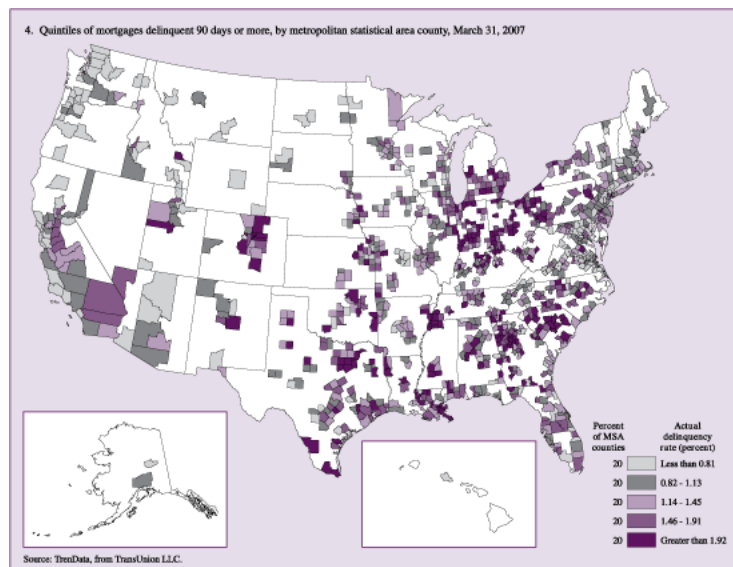 4. Quintiles of mortgages delinquent 90 days or more, by metropolitan statistical area county, March 31, 2007
Percent of MSA counties
Actual delinquency rate (percent)
20 Less than 0.81
20 0.82 - 1.13
20 1.14 - 1.45
20 1.46 - 1.91
20 Greater than 1.92
Source: TrenData, from TransUnion LLC.